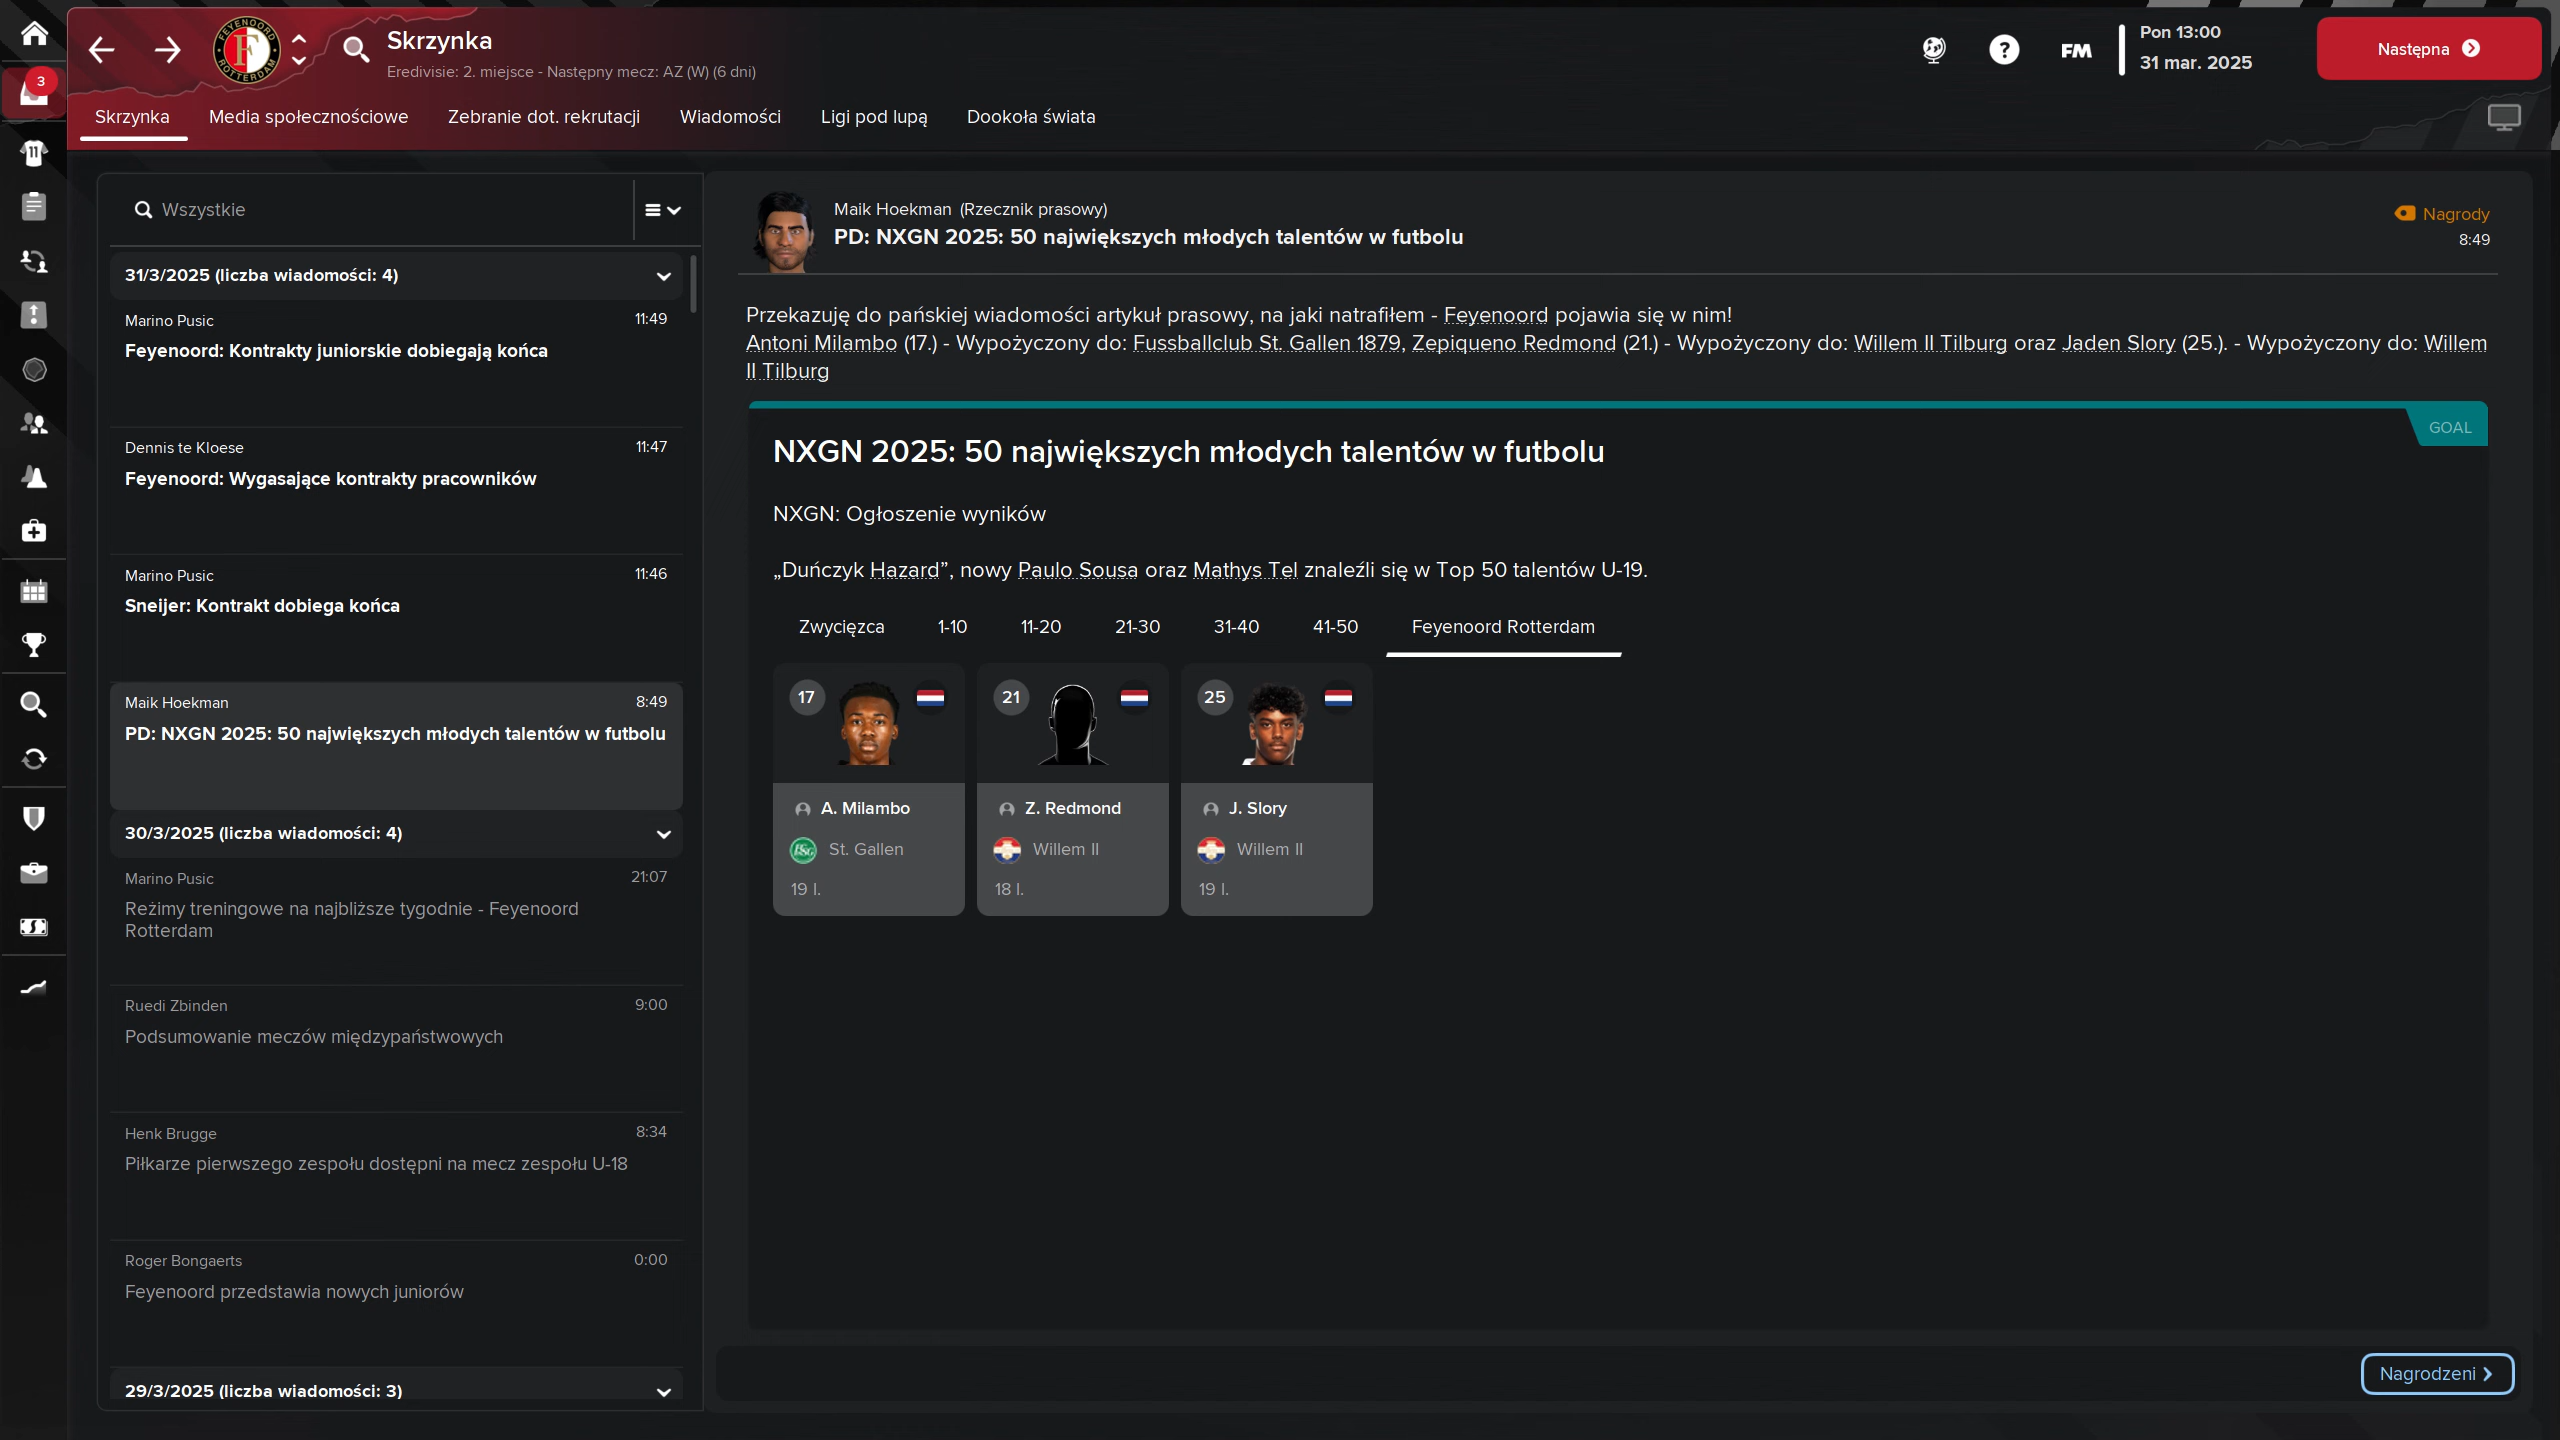 Skrzynka
Eredivisie: 2. miejsce - Następny mecz: AZ (W) (6 dni)
FM
Pon 13:00
31 mar. 2025
Następna
3
Skrzynka
Media społecznościowe
Zebranie dot. rekrutacji
Wiadomości
Ligi pod lupą
Dookoła świata
11
Wszystkie
31/3/2025 (liczba wiadomości: 4)
Marino Pusic
11:49
Feyenoord: Kontrakty juniorskie dobiegają końca
Dennis te Kloese
11:47
Feyenoord: Wygasające kontrakty pracowników
Marino Pusic
11:46
Sneijer: Kontrakt dobiega końca
Maik Hoekman
8:49
PD: NXGN 2025: 50 największych młodych talentów w futbolu
30/3/2025 (liczba wiadomości: 4)
Marino Pusic
21:07
Reżimy treningowe na najbliższe tygodnie - Feyenoord
Rotterdam
Ruedi Zbinden
9:00
Podsumowanie meczów międzypaństwowych
Henk Brugge
8:34
Piłkarze pierwszego zespołu dostępni na mecz zespołu U-18
Roger Bongaerts
0:00
Feyenoord przedstawia nowych juniorów
29/3/2025 (liczba wiadomości: 3)
Maik Hoekman (Rzecznik prasowy)
PD: NXGN 2025: 50 największych młodych talentów w futbolu
Nagrody
8:49
Przekazuję do pańskiej wiadomości artykuł prasowy, na jaki natrafiłem - Feyenoord pojawia się w nim!
Antoni Milambo (17.) - Wypożyczony do: Fussballclub St. Gallen 1879, Zepiqueno Redmond (21.) - Wypożyczony do: Willem II Tilburg oraz Jaden Slory (25.). - Wypożyczony do: Willem
II Tilburg
GOAL
NXGN 2025: 50 największych młodych talentów w futbolu
NXGN: Ogłoszenie wyników
„Duńczyk Hazard”, nowy Paulo Sousa oraz Mathys Tel znaleźli się w Top 50 talentów U-19.
Zwycięzca
1-10
11-20
21-30
31-40
41-50
Feyenoord Rotterdam
17
A. Milambo
St. Gallen
19 l.
21
Z. Redmond
Willem II
18 l.
25
J. Slory
Willem II
19 l.
Nagrodzeni